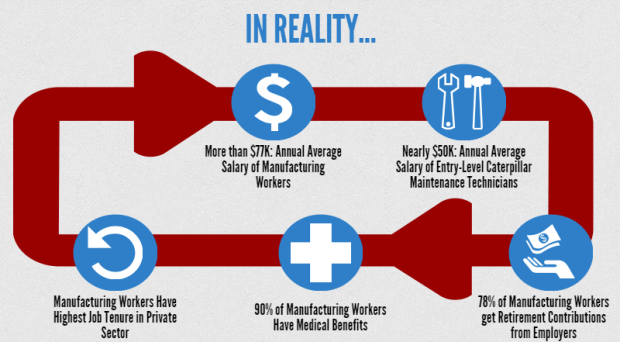 IN REALITY...
More than $77K: Annual Average
Salary of Manufacturing
Workers
Nearly $50K: Annual Average
Salary of Entry-Level Caterpillar
Maintenance Technicians
Manufacturing Workers Have
Highest Job Tenure in Private
Sector
90% of Manufacturing Workers
Have Medical Benefits
78% of Manufacturing Workers
get Retirement Contributions
from Employers